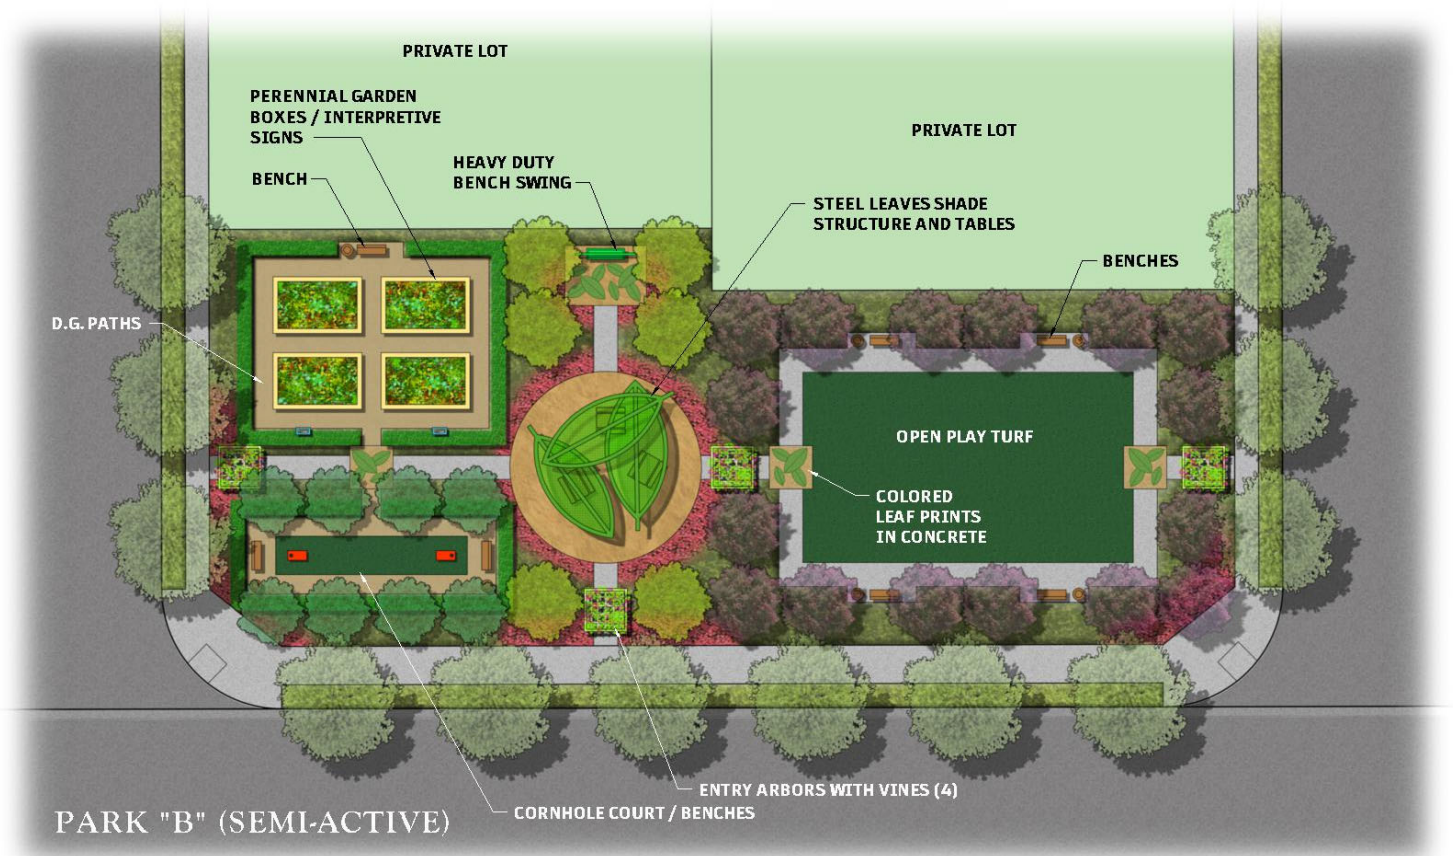 PRIVATE LOT
PERENNIAL GARDEN
BOXES / INTERPRETIVE
SIGNS
BENCH
HEAVY DUTY
BENCH SWING
PRIVATE LOT
STEEL LEAVES SHADE
STRUCTURE AND TABLES
BENCHES
D.G. PATHS
OPEN PLAY TURF
COLORED
LEAF PRINTS
IN CONCRETE
ENTRY ARBORS WITH VINES (4)
CORNHOLE COURT / BENCHES
PARK "B" (SEMI-ACTIVE)